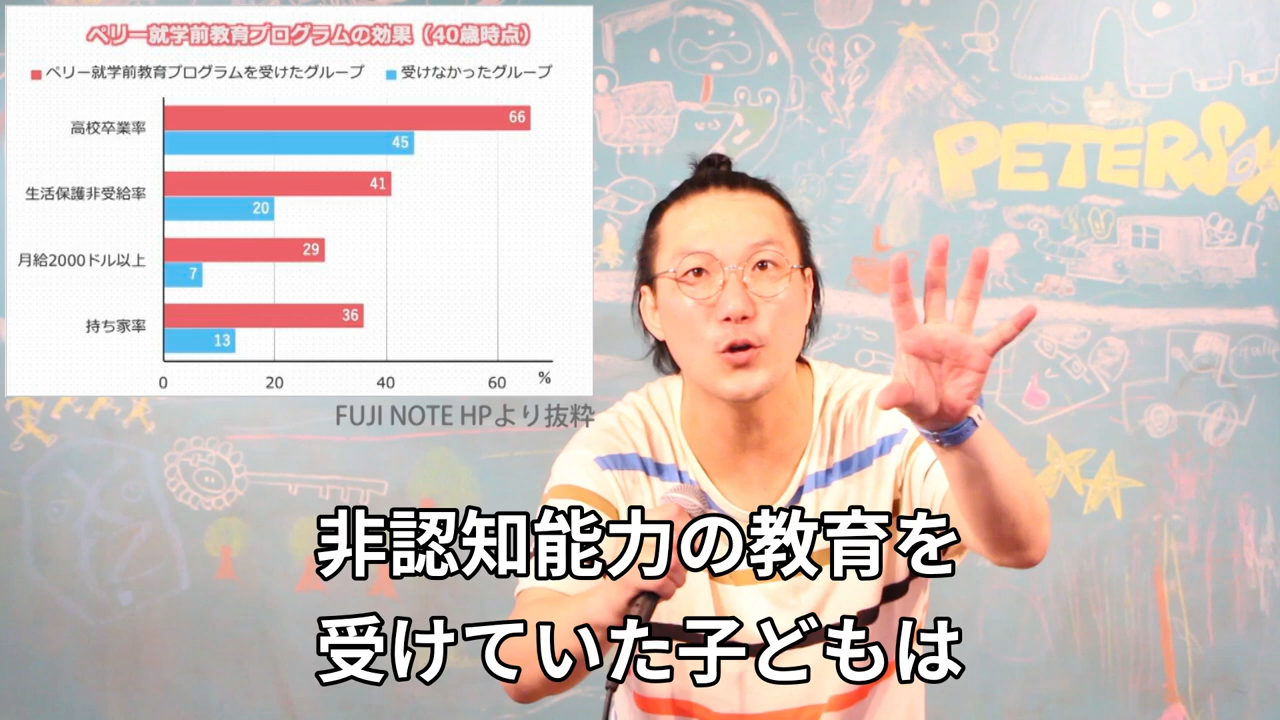 ペリー就学前教育プログラムの効果（40歳時点）
■ペリー就学前教育プログラムを受けたグループ ■受けなかったグループ
高校卒業率 66
45
生活保護非受給率 41
20
月給2000ドル以上 29
7
持ち家率 36
13
0 20 40 60 %
FUJI NOTE HPより抜粋
PETERSOX
非認知能力の教育を
受けていた子どもは